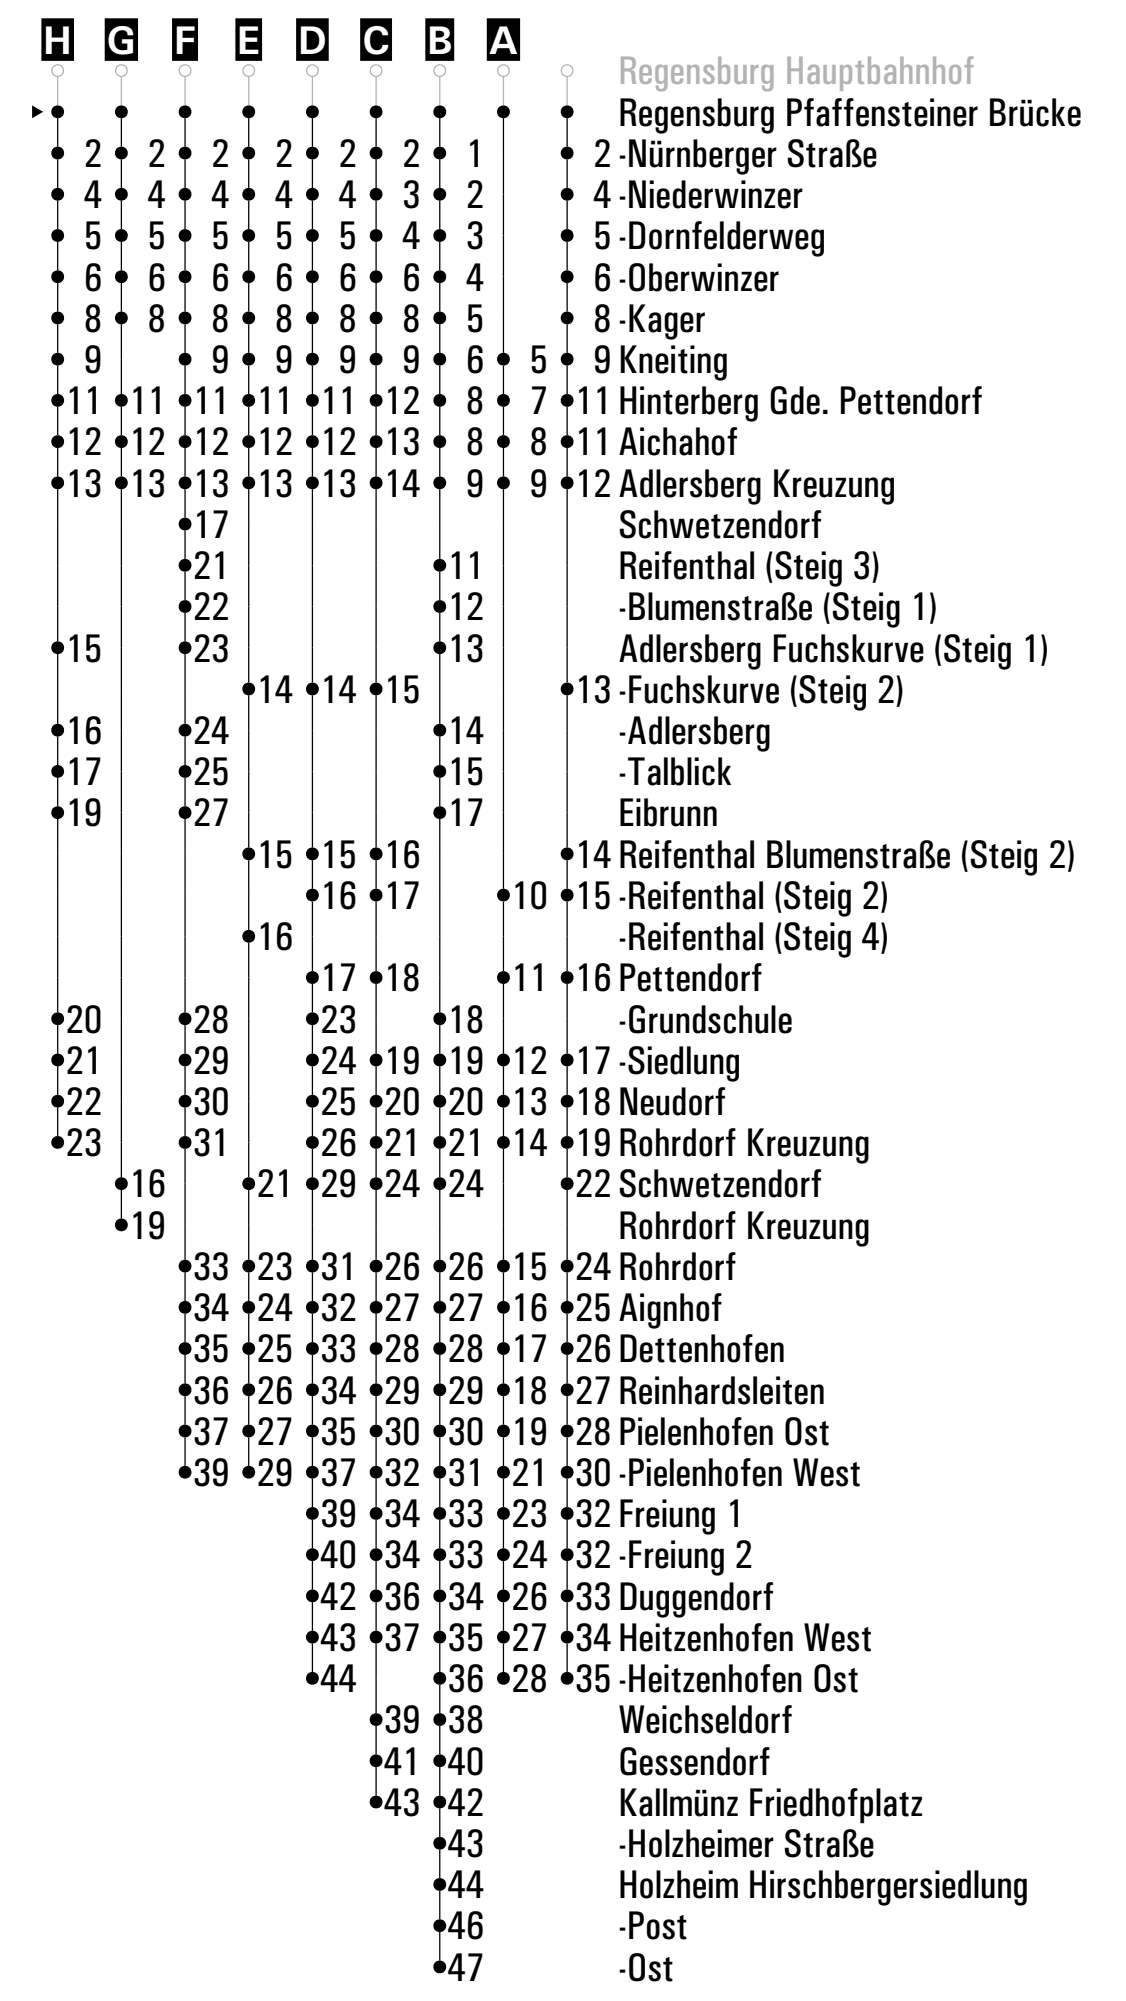 H G F E D C B A
Regensburg Hauptbahnhof
Regensburg Pfaffensteiner Brücke
2 2 2 2 2 2 1 2 -Nürnberger Straße
4 4 4 4 4 3 2 4 -Niederwinzer
5 5 5 5 5 4 3 5 -Dornfelderweg
6 6 6 6 6 6 4 6 -Oberwinzer
8 8 8 8 8 8 5 8 -Kager
9 9 9 9 9 6 5 9 Kneiting
11 11 11 11 11 12 8 7 11 Hinterberg Gde. Pettendorf
12 12 12 12 12 13 8 8 11 Aichahof
13 13 13 13 13 14 9 9 12 Adlersberg Kreuzung
17 Schwetzendorf
21 11 Reifenthal (Steig 3)
22 12 -Blumenstraße (Steig 1)
15 23 13 Adlersberg Fuchskurve (Steig 1)
14 14 15 13 -Fuchskurve (Steig 2)
16 24 14 -Adlersberg
17 25 15 -Talblick
19 27 17 Eibrunn
15 15 16 14 Reifenthal Blumenstraße (Steig 2)
16 17 10 15 -Reifenthal (Steig 2)
16 -Reifenthal (Steig 4)
17 18 11 16 Pettendorf
20 28 23 18 -Grundschule
21 29 24 19 19 12 17 -Siedlung
22 30 25 20 20 13 18 Neudorf
23 31 26 21 21 14 19 Rohrdorf Kreuzung
16 21 29 24 24 22 Schwetzendorf
19 Rohrdorf Kreuzung
33 23 31 26 26 15 24 Rohrdorf
34 24 32 27 27 16 25 Aignhof
35 25 33 28 28 17 26 Dettenhofen
36 26 34 29 29 18 27 Reinhardsleiten
37 27 35 30 30 19 28 Pielenhofen Ost
39 29 37 32 31 21 30 -Pielenhofen West
39 34 33 23 32 Freiung 1
40 34 33 24 32 -Freiung 2
42 36 34 26 33 Duggendorf
43 37 35 27 34 Heitzenhofen West
44 36 28 35 -Heitzenhofen Ost
39 38 Weichseldorf
41 40 Gessendorf
43 42 Kallmünz Friedhofplatz
43 -Holzheimer Straße
44 Holzheim Hirschbergersiedlung
46 -Post
47 -Ost